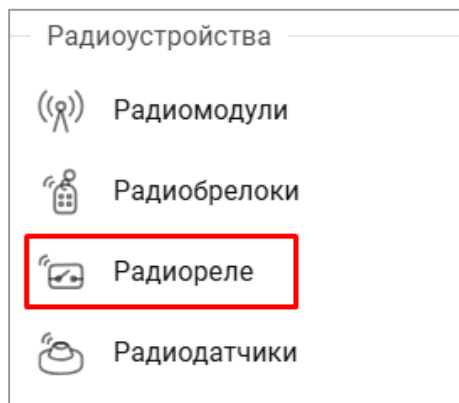 Радиоустройства
Радиомодули
Радиобрелоки
Радиореле
Радиодатчики